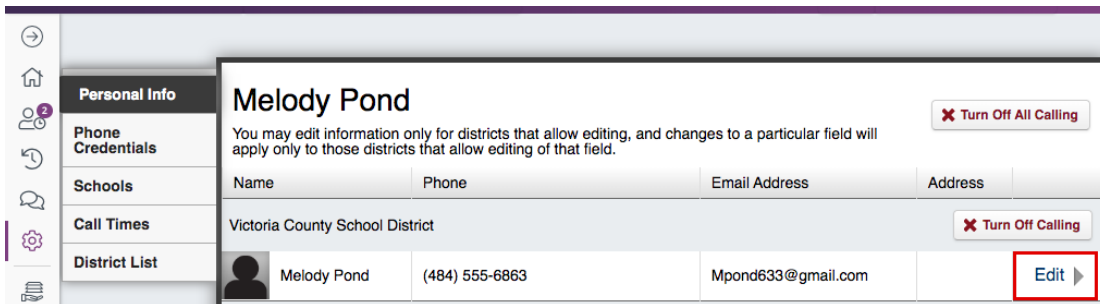 2
Personal Info
Phone
Credentials
Schools
Call Times
District List
Melody Pond
Turn Off All Calling
You may edit information only for districts that allow editing, and changes to a particular field will
apply only to those districts that allow editing of that field.
Name Phone Email Address Address
Victoria County School District Turn Off Calling
Melody Pond (484) 555-6863 Mpond633@gmail.com Edit